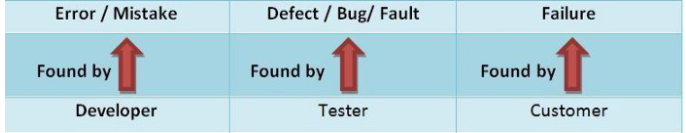 Error / Mistake Defect / Bug/ Fault Failure
Found by Found by Found by
Developer Tester Customer